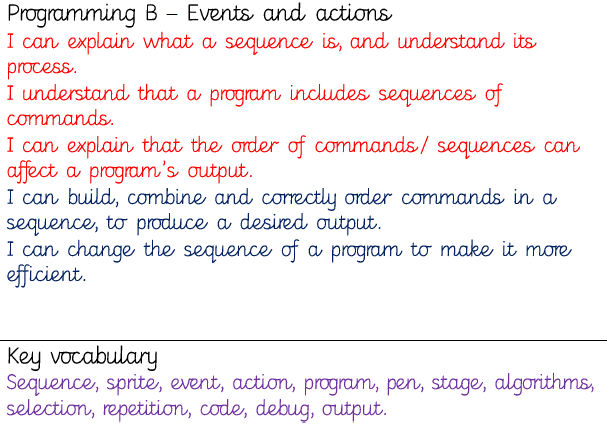 Programming B – Events and actions
I can explain what a sequence is, and understand its
process.
I understand that a program includes sequences of
commands.
I can explain that the order of commands/ sequences can
affect a program's output.
I can build, combine and correctly order commands in a
sequence, to produce a desired output.
I can change the sequence of a program to make it more
efficient.
Key vocabulary
Sequence, sprite, event, action, program, pen, stage, algorithms,
selection, repetition, code, debug, output.